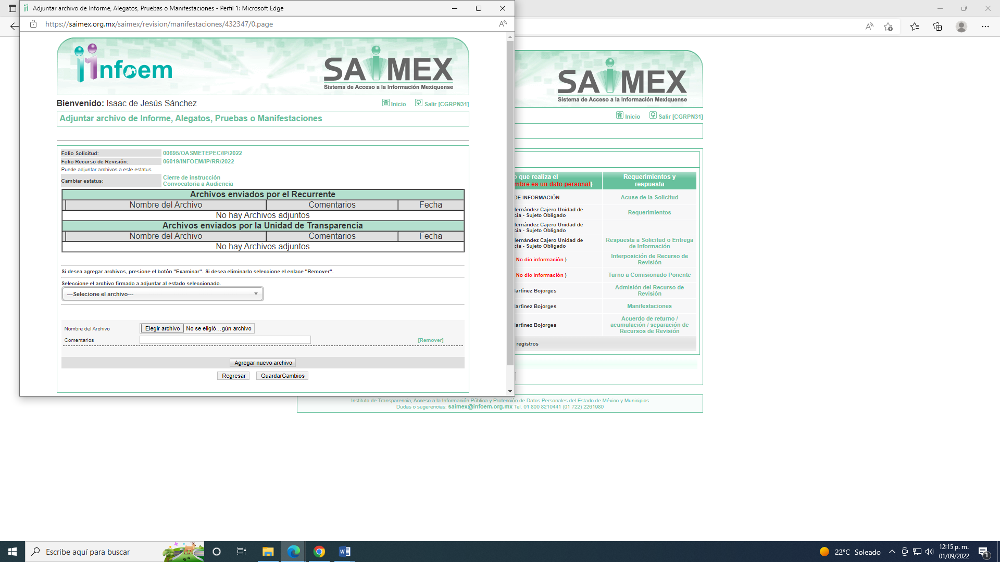 Adjuntar archivo de Informe, Alegatos, Pruebas o Manifestaciones - Perfil 1: Microsoft Edge
https://saimex.org.mx/saimex/revision/manifestaciones/432347/0.page
infoem
SAIMEX
Sistema de Acceso a la Información Mexiquense
Bienvenido: Isaac de Jesús Sánchez
Inicio Salir [CGRPN31]
Adjuntar archivo de Informe, Alegatos, Pruebas o Manifestaciones
Folio Solicitud: 00695/OASMETEPEC/IP/2022
Folio Recurso de Revisión: 06019/INFOEM/IP/RR/2022
Puede adjuntar archivos a este estatus
Cambiar estatus: Cierre de instrucción
Convocatoria a Audiencia
Archivos enviados por el Recurrente
Nombre del Archivo Comentarios Fecha
No hay Archivos adjuntos
Archivos enviados por la Unidad de Transparencia
Nombre del Archivo Comentarios Fecha
No hay Archivos adjuntos
Si desea agregar archivos, presione el botón "Examinar". Si desea eliminarlo seleccione el enlace "Remover".
Seleccione el archivo firmado a adjuntar al estado seleccionado.
---Selecione el archivo---
Nombre del Archivo Elegir archivo No se eligió...gún archivo
Comentarios [Remover]
Agregar nuevo archivo
Regresar GuardarCambios
SAIMEX
Sistema de Acceso a la Información Mexiquense
Inicio Salir [CGRPN31]
o que realiza el
mbre es un dato personal)
Requerimientos y
respuesta
DE INFORMACIÓN Acuse de la Solicitud
Hernàndez Cajero Unidad de
cia - Sujeto Obligado
Requerimientos
Hernàndez Cajero Unidad de
cia - Sujeto Obligado
Hernàndez Cajero Unidad de
cia - Sujeto Obligado
Respuesta a Solicitud o Entrega
de Información
No dio información )
Interposición de Recurso de
Revisión
No dio información ) Turno a Comisionado Ponente
Martínez Bojorges
Admisión del Recurso de
Revisión
Martínez Bojorges Manifestaciones
Martínez Bojorges
Acuerdo de returno /
acumulación / separación de
Recursos de Revisión
registros
Instituto de Transparencia, Acceso a la Información Pública y Protección de Datos Personales del Estado de México y Municipios
Dudas o sugerencias: saimex@infoem.org.mx Tel. 01 800 8210441 (01 722) 2261980
Escribe aquí para buscar
22°C Soleado
12:15 p. m.
01/09/2022
1